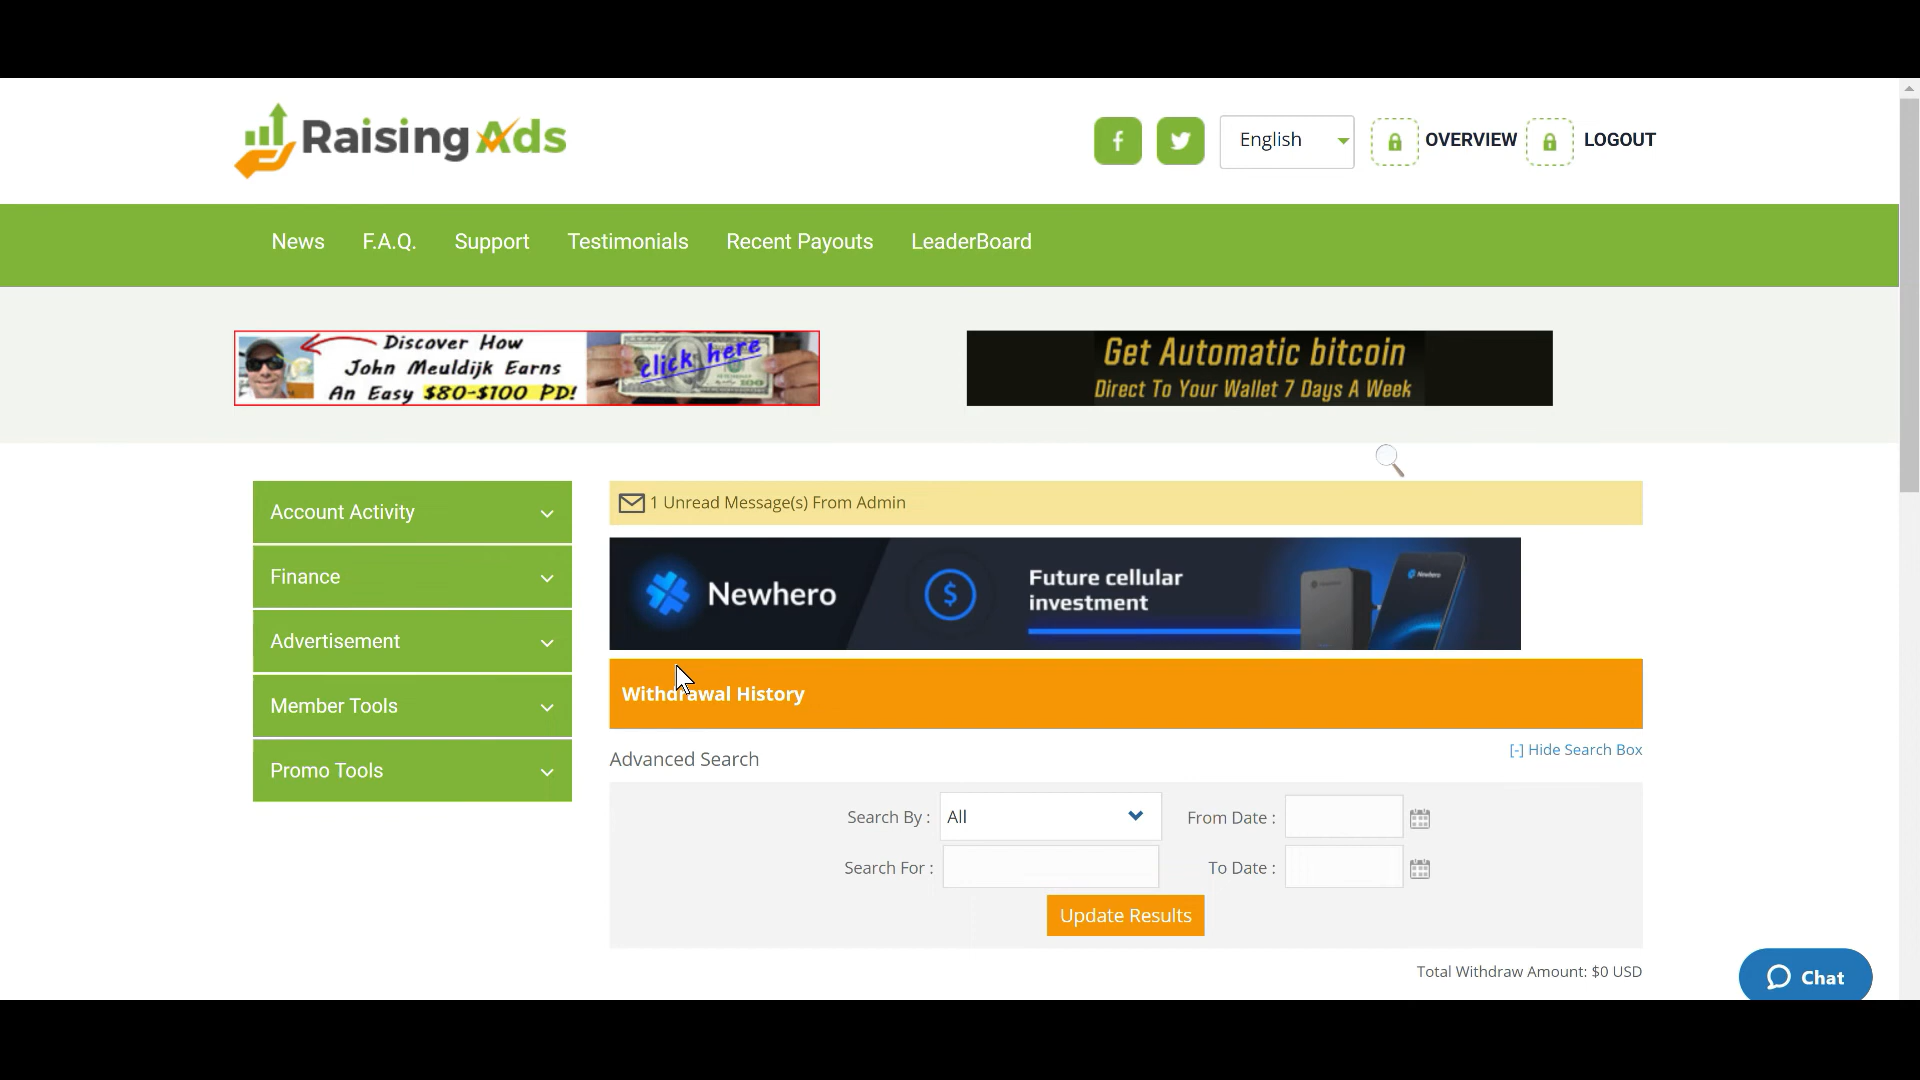 Raising Ads
English
OVERVIEW
LOGOUT
News
F.A.Q.
Support
Testimonials
Recent Payouts
LeaderBoard
Discover How
John Meuldijk Earns
An Easy $80-$100 PD!
click here
Get Automatic bitcoin
Direct To Your Wallet 7 Days A Week
Account Activity
Finance
Advertisement
Member Tools
Promo Tools
1 Unread Message(s) From Admin
Newhero
Future cellular
investment
Newhero
Withdrawal History
Advanced Search
[-] Hide Search Box
Search By : All
From Date :
Search For :
To Date :
Update Results
Total Withdraw Amount: $0 USD
Chat